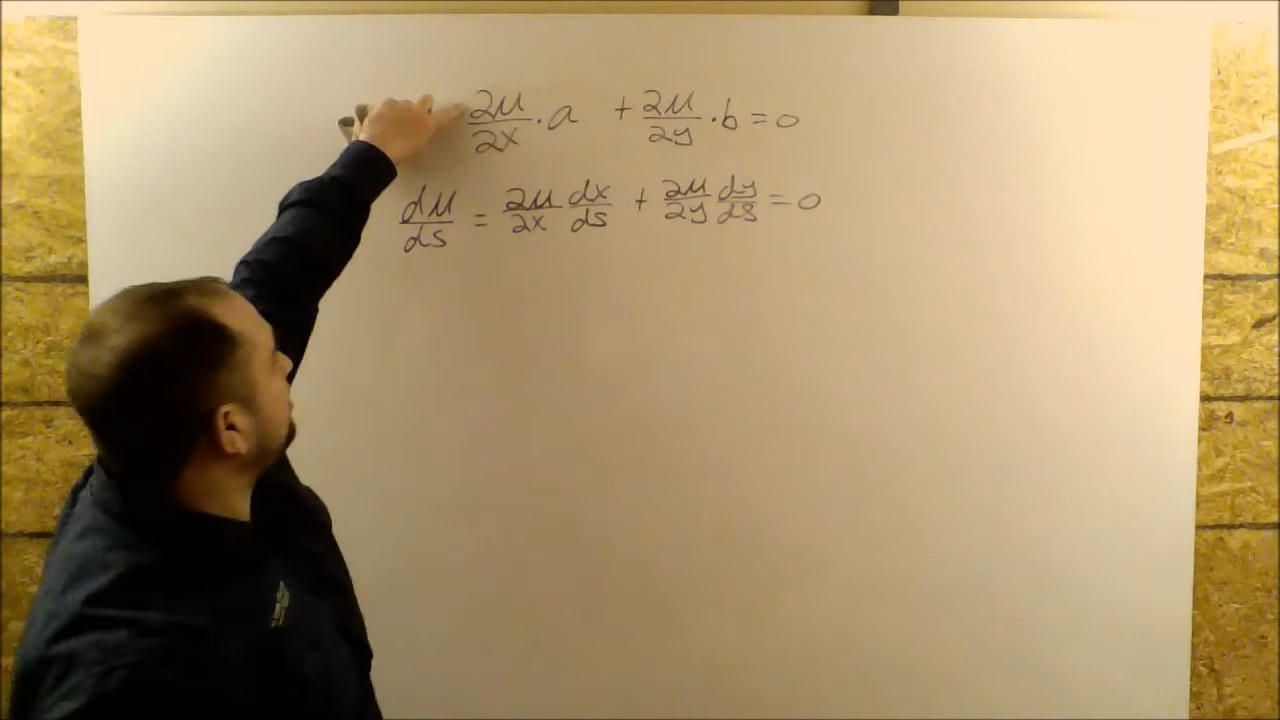 ∂u/∂x · a + ∂u/∂y · b = 0
du/ds = ∂u/∂x dx/ds + ∂u/∂y dy/ds = 0